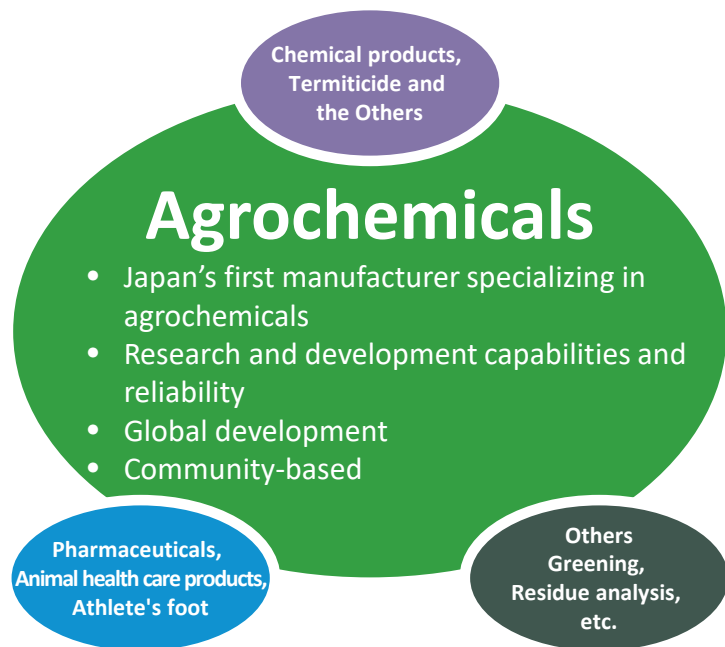 Chemical products,
Termiticide and
the Others
Agrochemicals
• Japan’s first manufacturer specializing in
agrochemicals
• Research and development capabilities and
reliability
• Global development
• Community-based
Pharmaceuticals,
Animal health care products,
Athlete's foot
Others
Greening,
Residue analysis,
etc.